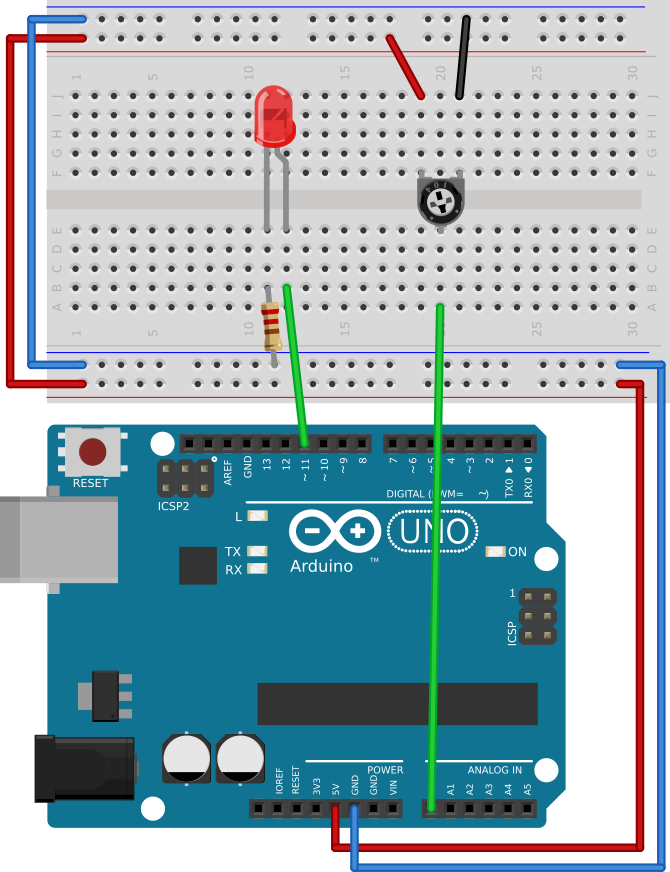 1 5 10 15 20 25 30
J J
I I
H H
G G
F F
E E
D D
C C
B B
A A
1 5 10 15 20 25 30
RESET
ICSP2
AREF GND 13 12 ~11 ~10 ~9 8 7 ~6 ~5 4 ~3 2 TX0 ▶ 1 RX0 ◀ 0
L
TX
RX
Arduino
™
UNO
ON
1
ICSP
POWER
ANALOG IN
IOREF RESET 3V3 5V GND GND VIN A1 A2 A3 A4 A5